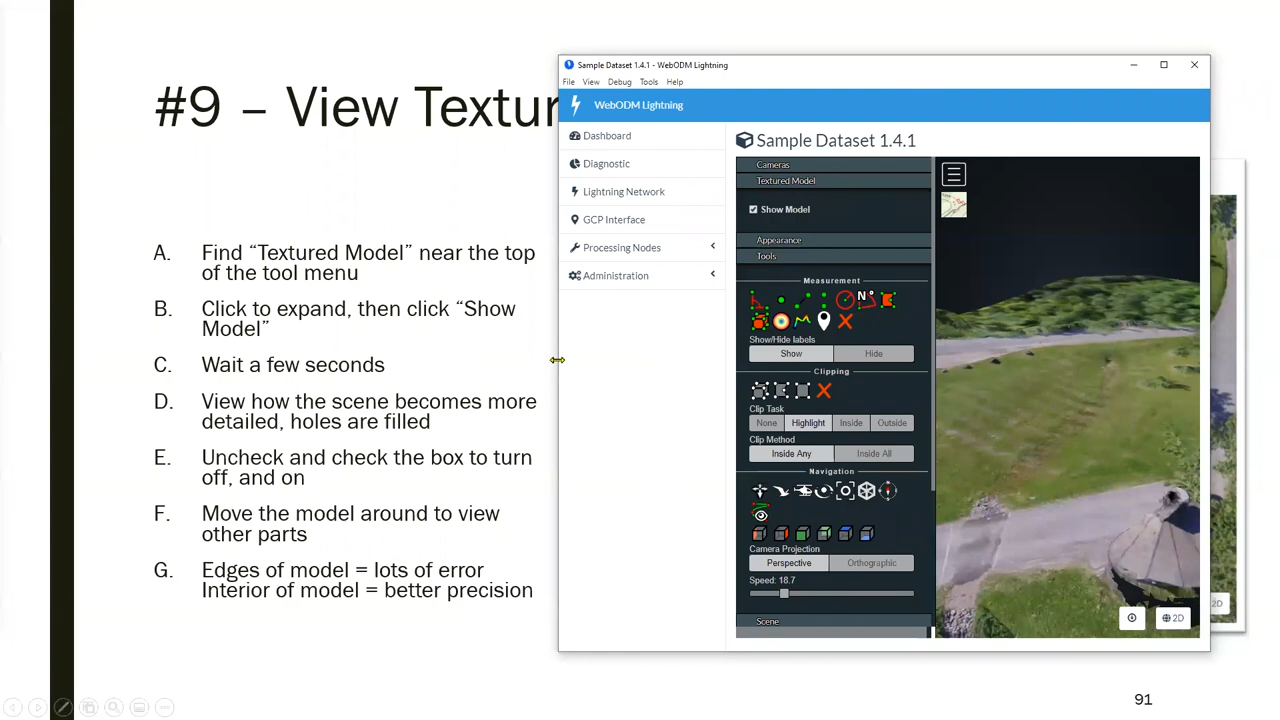 #9 – View Textur
A. Find “Textured Model” near the top
of the tool menu
B. Click to expand, then click “Show
Model”
C. Wait a few seconds
D. View how the scene becomes more
detailed, holes are filled
E. Uncheck and check the box to turn
off, and on
F. Move the model around to view
other parts
G. Edges of model = lots of error
Interior of model = better precision
Sample Dataset 1.4.1 - WebODM Lightning
File View Debug Tools Help
WebODM Lightning
Dashboard
Diagnostic
Lightning Network
GCP Interface
Processing Nodes
Administration
Sample Dataset 1.4.1
Cameras
Textured Model
Show Model
Appearance
Tools
Measurement
N
Show/Hide labels
Show Hide
Clipping
Clip Task
None Highlight Inside Outside
Clip Method
Inside Any Inside All
Navigation
Camera Projection
Perspective Orthographic
Speed: 18.7
Scene
2D
2D
91